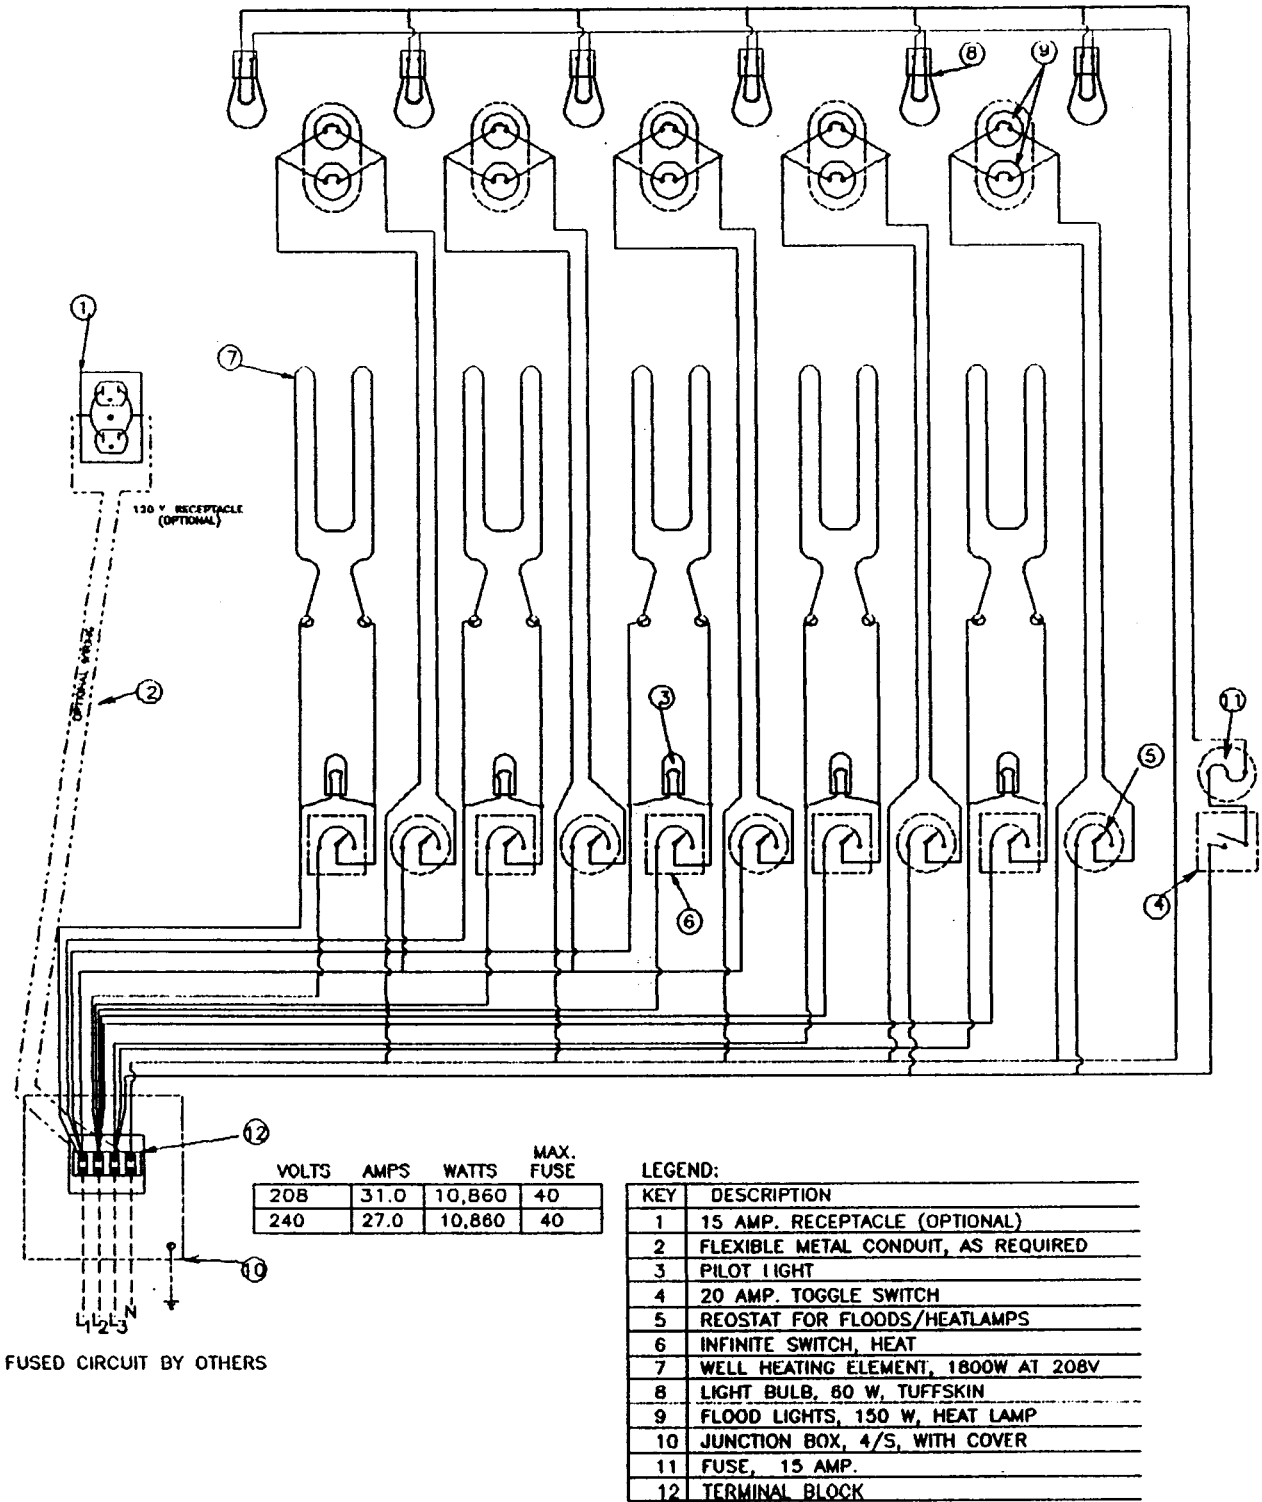 8
9
1
7
120 V RECEPTACLE
(OPTIONAL)
OPTIONAL WIRING
2
3
11
5
4
6
12
10
L1 L2 L3 N
FUSED CIRCUIT BY OTHERS
VOLTS AMPS WATTS MAX. FUSE
208 31.0 10,860 40
240 27.0 10,860 40
LEGEND:
KEY DESCRIPTION
1 15 AMP. RECEPTACLE (OPTIONAL)
2 FLEXIBLE METAL CONDUIT, AS REQUIRED
3 PILOT LIGHT
4 20 AMP. TOGGLE SWITCH
5 REOSTAT FOR FLOODS/HEATLAMPS
6 INFINITE SWITCH, HEAT
7 WELL HEATING ELEMENT, 1800W AT 208V
8 LIGHT BULB, 60 W, TUFFSKIN
9 FLOOD LIGHTS, 150 W, HEAT LAMP
10 JUNCTION BOX, 4/S, WITH COVER
11 FUSE, 15 AMP.
12 TERMINAL BLOCK